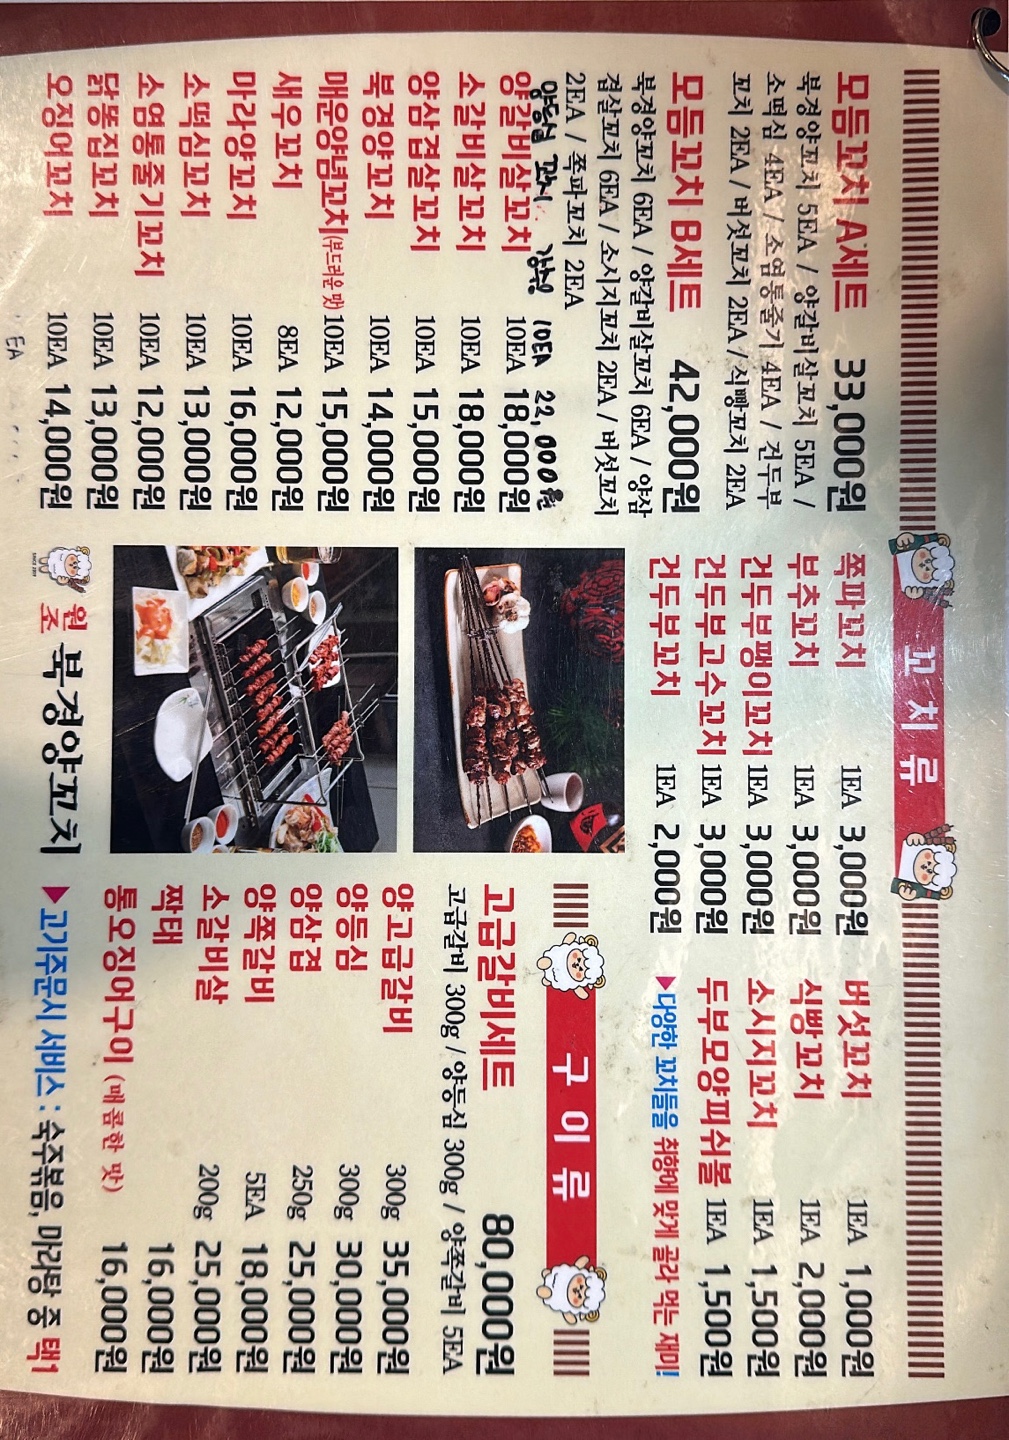 꼬치류
모듬꼬치 A세트 33,000원
북경양꼬치 5EA / 양갈비살꼬치 5EA /
소떡심 4EA / 소염통줄기 4EA / 건두부
꼬치 2EA / 버섯꼬치 2EA / 식빵꼬치 2EA
모듬꼬치 B세트 42,000원
북경양꼬치 6EA / 양갈비살꼬치 6EA / 양삼
겹살꼬치 6EA / 소시지꼬치 2EA / 버섯꼬치
2EA / 쪽파꼬치 2EA
양등심 꼬치 10EA 22,000원
양갈비살꼬치 10EA 18,000원
소갈비살꼬치 10EA 18,000원
양삼겹살꼬치 10EA 15,000원
북경양꼬치 10EA 14,000원
매운양념꼬치(부드러운 맛) 10EA 15,000원
새우꼬치 8EA 12,000원
마라양꼬치 10EA 16,000원
소떡심꼬치 10EA 13,000원
소염통줄기꼬치 10EA 12,000원
닭똥집꼬치 10EA 13,000원
오징어꼬치 10EA 14,000원
EA
쪽파꼬치 1EA 3,000원
부추꼬치 1EA 3,000원
건두부팽이꼬치 1EA 3,000원
건두부고수꼬치 1EA 3,000원
건두부꼬치 1EA 2,000원
원조 북경양꼬치
버섯꼬치 1EA 1,000원
식빵꼬치 1EA 2,000원
소시지꼬치 1EA 1,500원
두부모양피쉬볼 1EA 1,500원
▶다양한 꼬치들을 취향에 맞게 골라 먹는 재미!
구이류
고급갈비세트 80,000원
고급갈비 300g / 양등심 300g / 양쪽갈비 5EA
양고급갈비 300g 35,000원
양등심 300g 30,000원
양삼겹 250g 25,000원
양쪽갈비 5EA 18,000원
소갈비살 200g 25,000원
짝태 16,000원
통오징어구이 (매콤한 맛) 16,000원
▶고기주문시 서비스 : 숙주볶음, 마라탕 중 택1